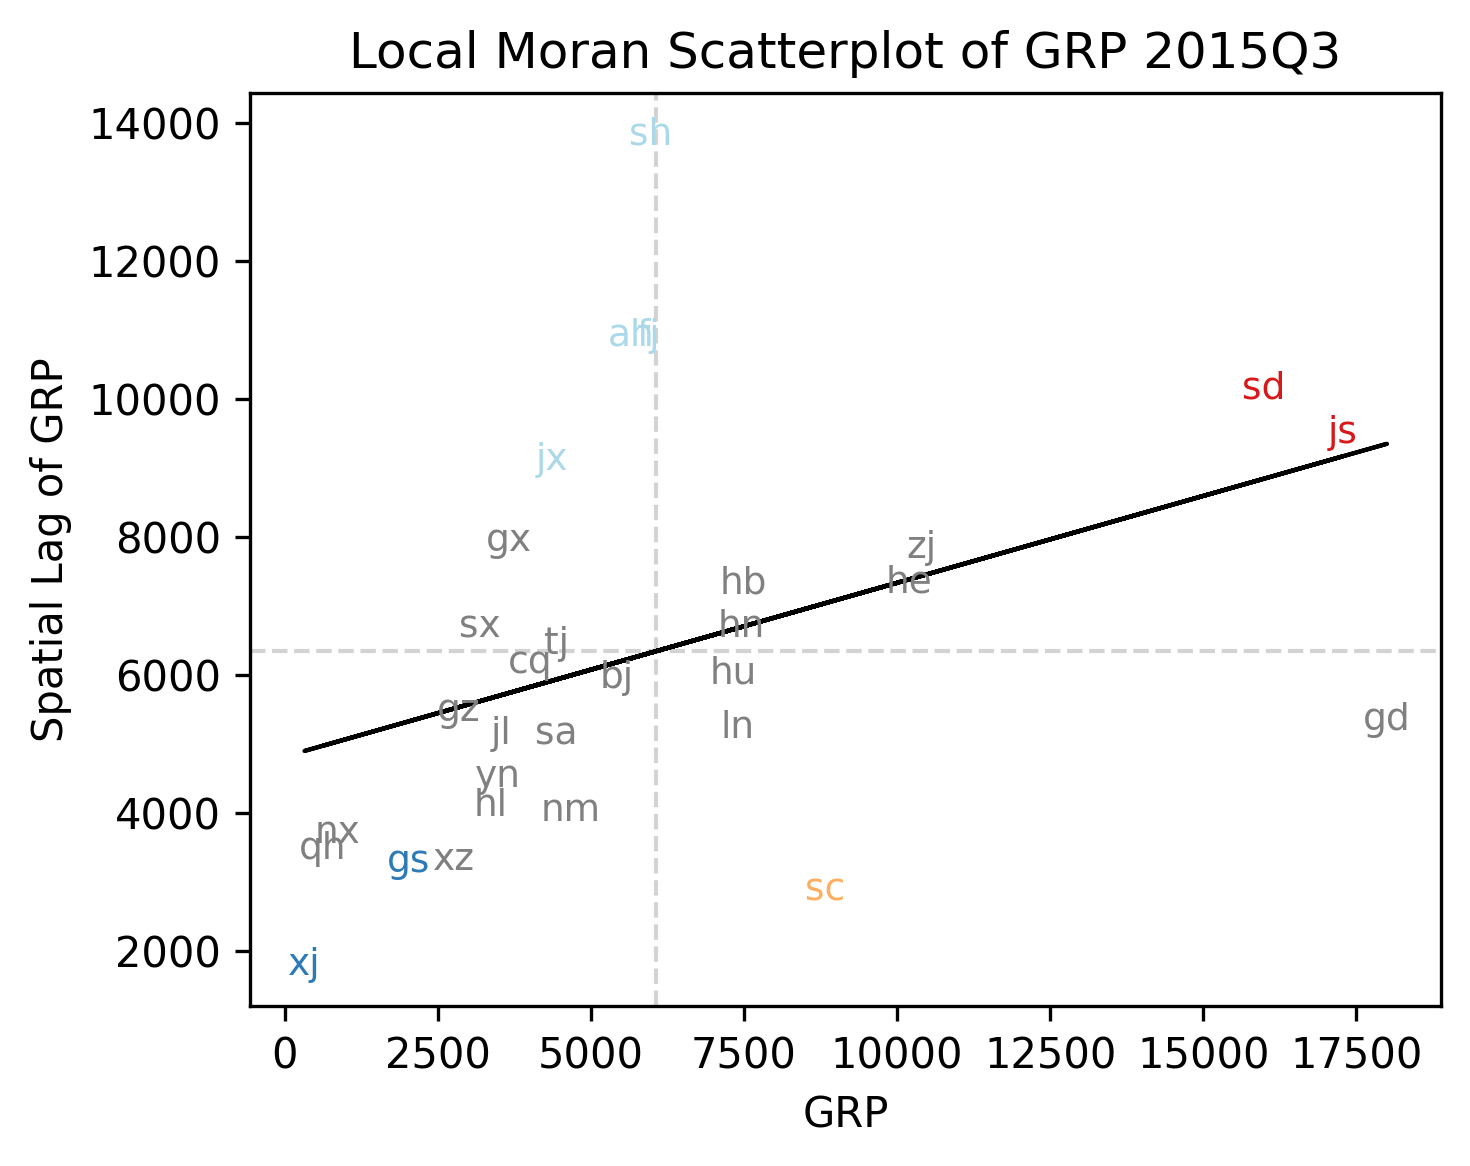 Local Moran Scatterplot of GRP 2015Q3
14000
sh
12000
ah fj
10000
sd
js
jx
8000
gx
zj
hb
he
sx
hn
tj
cq
6000
bj
hu
gz
gd
jl
sa
ln
yn
hl
nm
4000
nx
qh
gs
xz
sc
2000
xj
Spatial Lag of GRP
0 2500 5000 7500 10000 12500 15000 17500
GRP